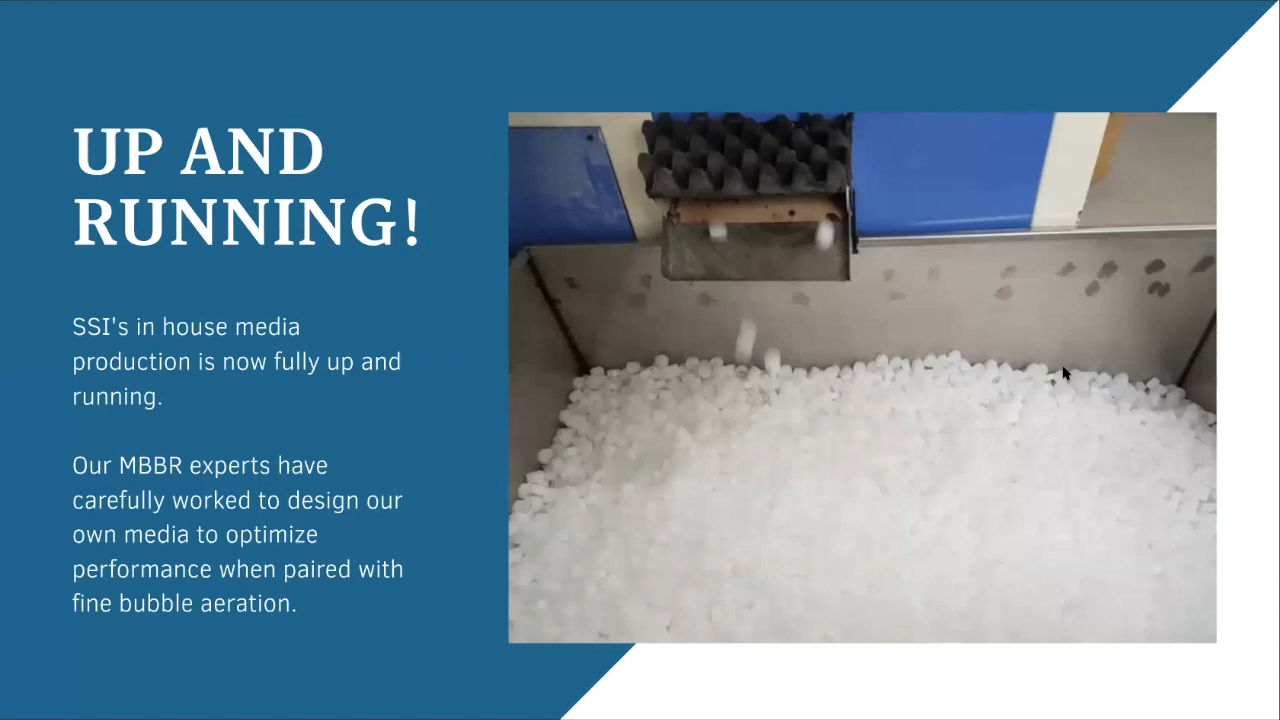 UP AND
RUNNING!
SSI's in house media
production is now fully up and
running.
Our MBBR experts have
carefully worked to design our
own media to optimize
performance when paired with
fine bubble aeration.